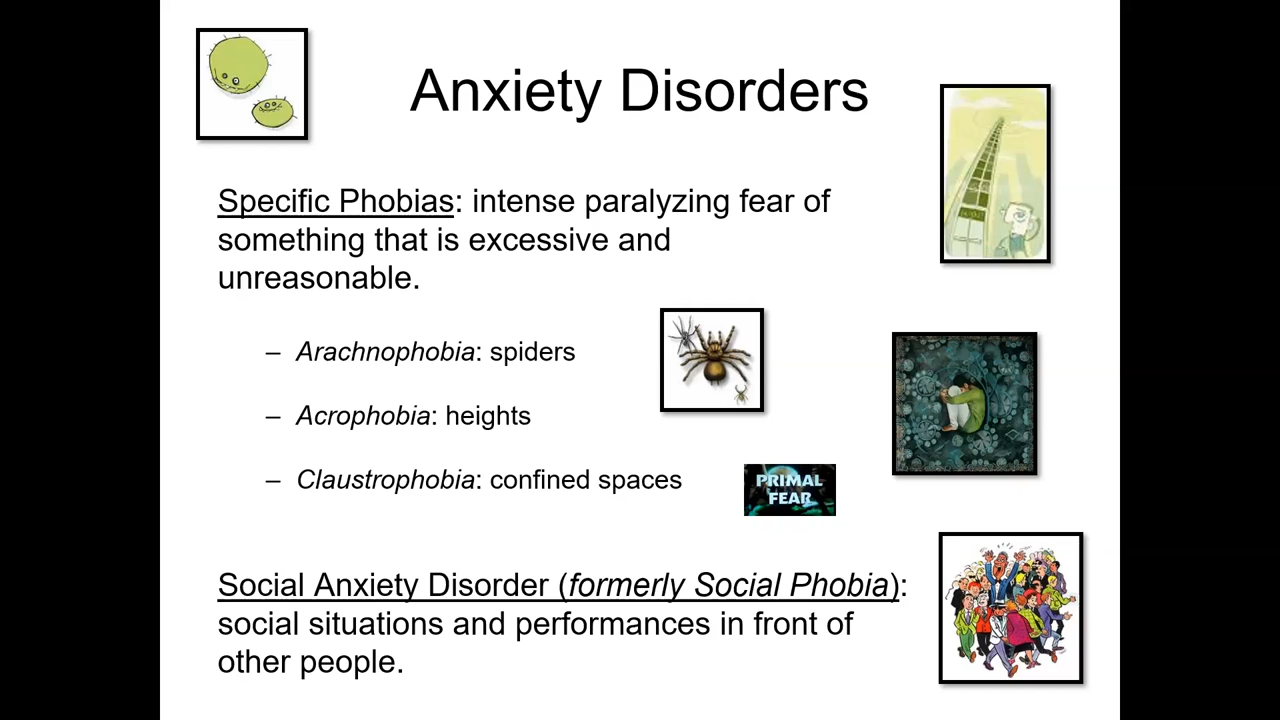 Anxiety Disorders
Specific Phobias: intense paralyzing fear of
something that is excessive and
unreasonable.
– Arachnophobia: spiders
– Acrophobia: heights
– Claustrophobia: confined spaces
PRIMAL
FEAR
Social Anxiety Disorder (formerly Social Phobia):
social situations and performances in front of
other people.